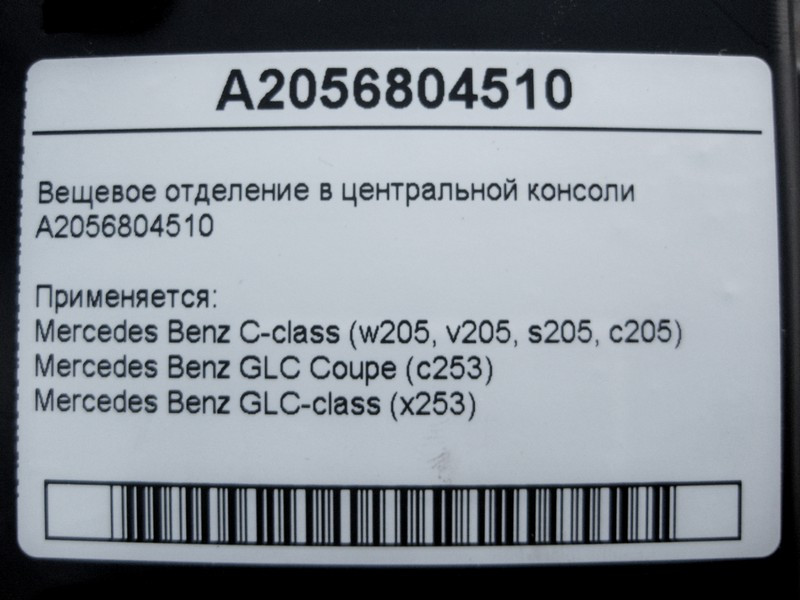 A2056804510
Вещевое отделение в центральной консоли
A2056804510
Применяется:
Mercedes Benz C-class (w205, v205, s205, c205)
Mercedes Benz GLC Coupe (c253)
Mercedes Benz GLC-class (x253)